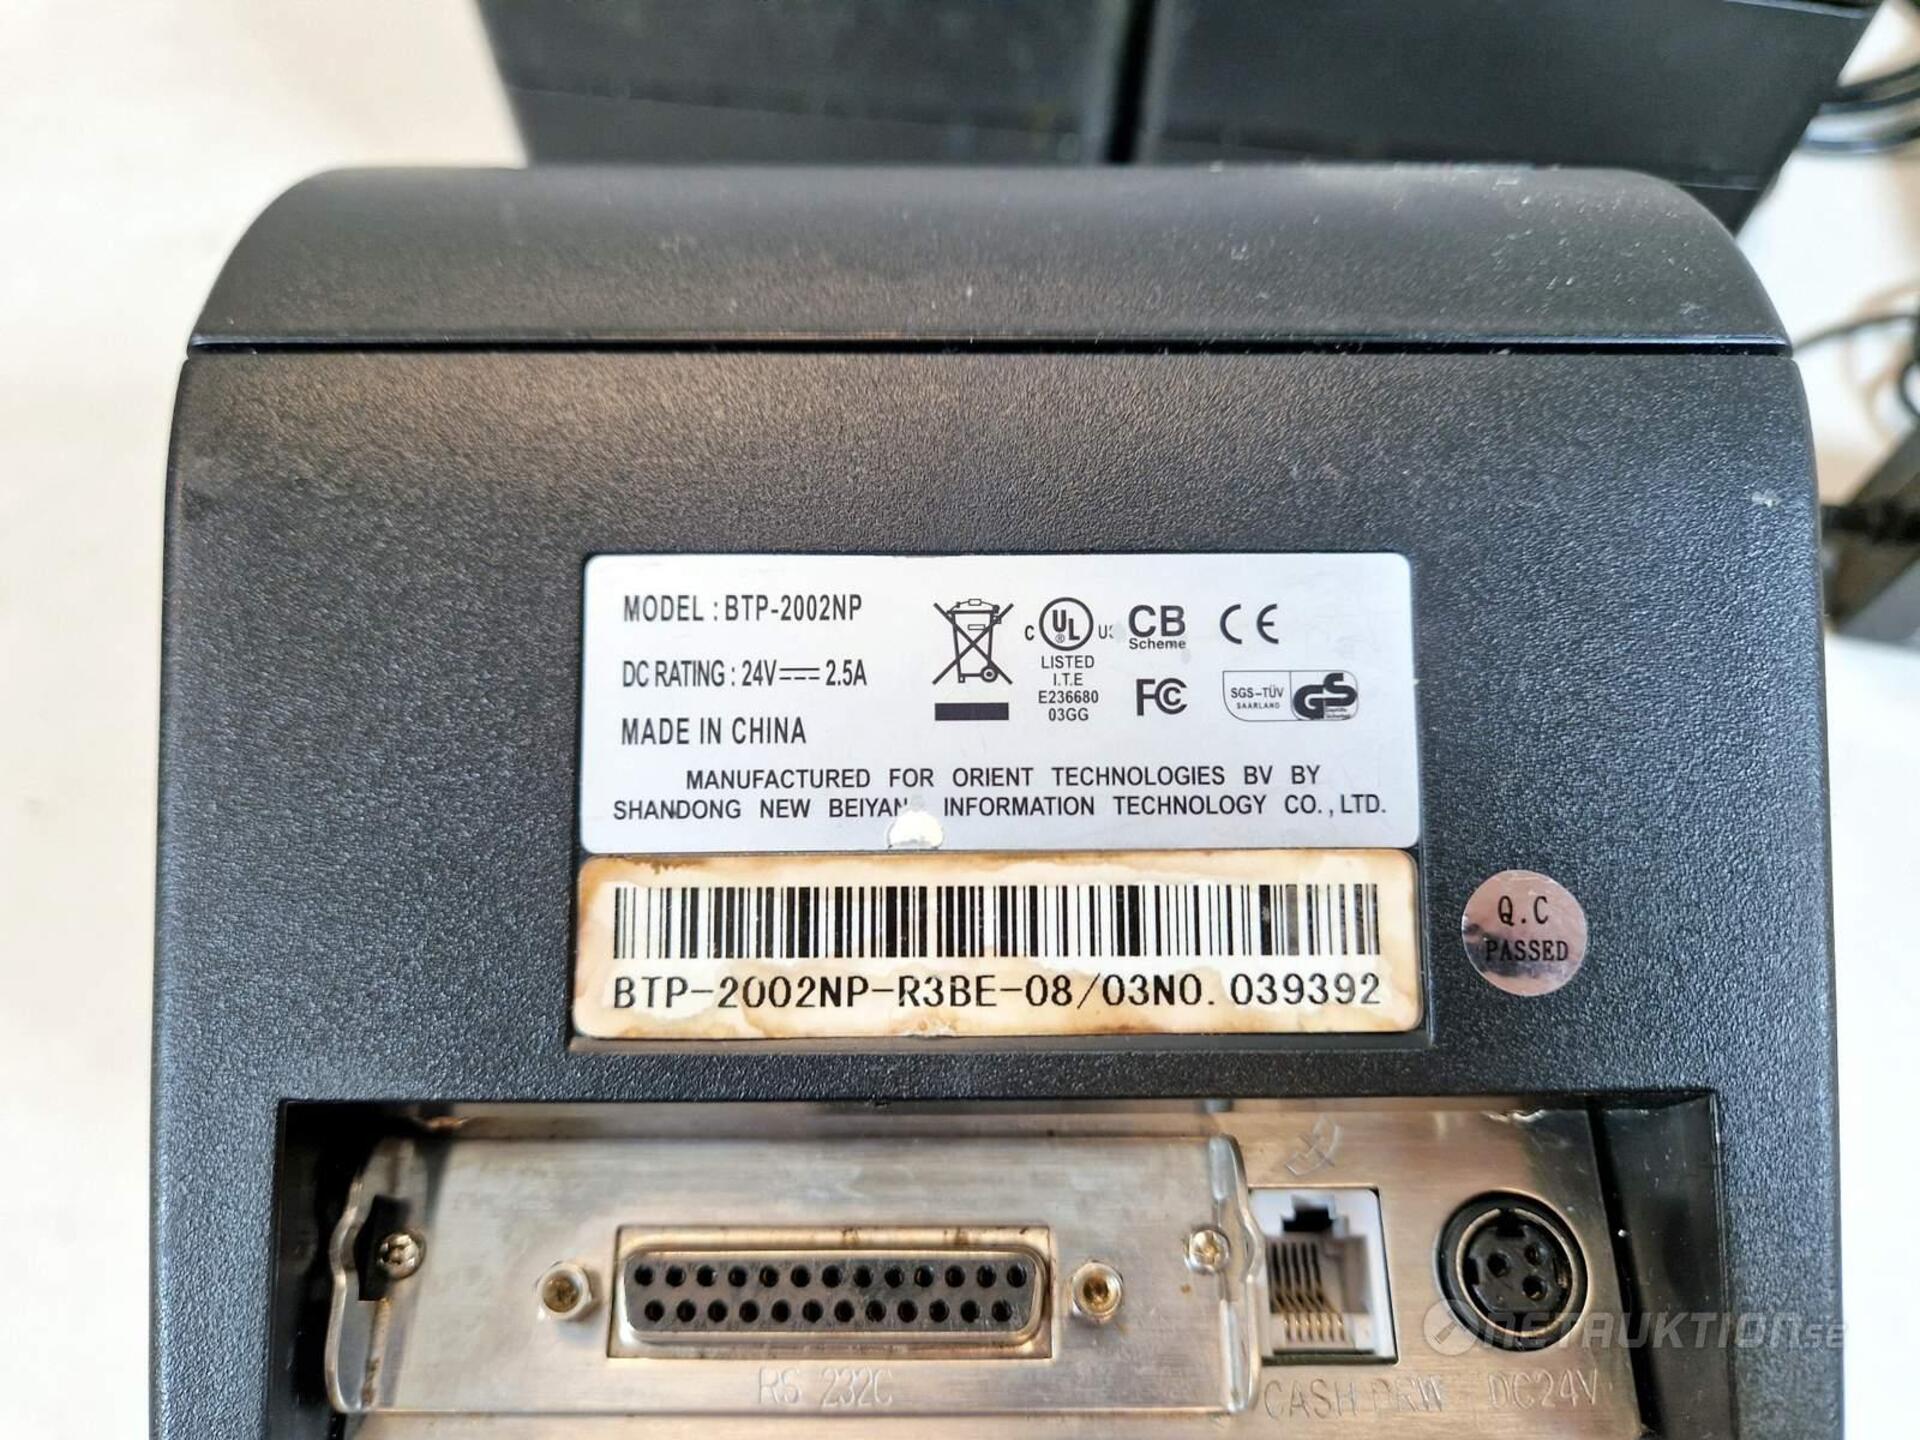 MODEL : BTP-2002NP
DC RATING : 24V 2.5A
MADE IN CHINA
C UL ® US
LISTED
I.T.E
E236680
03GG
CB
Scheme
CE
FC
SGS-TÜV
SAARLAND
GS
MANUFACTURED FOR ORIENT TECHNOLOGIES BV BY
SHANDONG NEW BEIYANG INFORMATION TECHNOLOGY CO., LTD.
BTP-2002NP-R3BE-08/03NO. 039392
Q.C
PASSED
RS 232C
CASH DRW
DC24V
NETAUKTION.SE